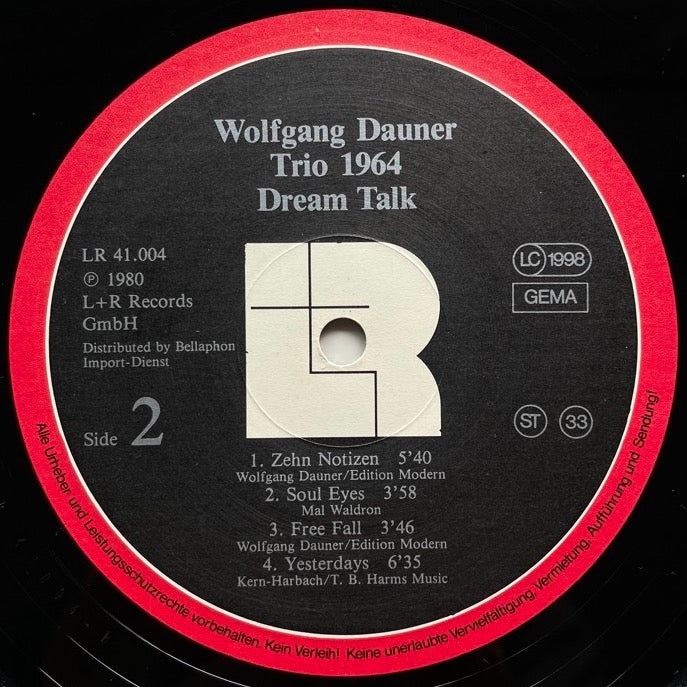 Wolfgang Dauner
Trio 1964
Dream Talk
LR 41.004
℗ 1980
L+R Records
GmbH
Distributed by Bellaphon
Import-Dienst
LC 1998
GEMA
Side 2
ST 33
1. Zehn Notizen 5'40
Wolfgang Dauner/Edition Modern
2. Soul Eyes 3'58
Mal Waldron
3. Free Fall 3'46
Wolfgang Dauner/Edition Modern
4. Yesterdays 6'35
Kern-Harbach/T. B. Harms Music
Alle Urheber und Leistungsschutzrechte vorbehalten. Kein Verleih! Keine unerlaubte Vervielfältigung, Vermietung, Aufführung und Sendung!